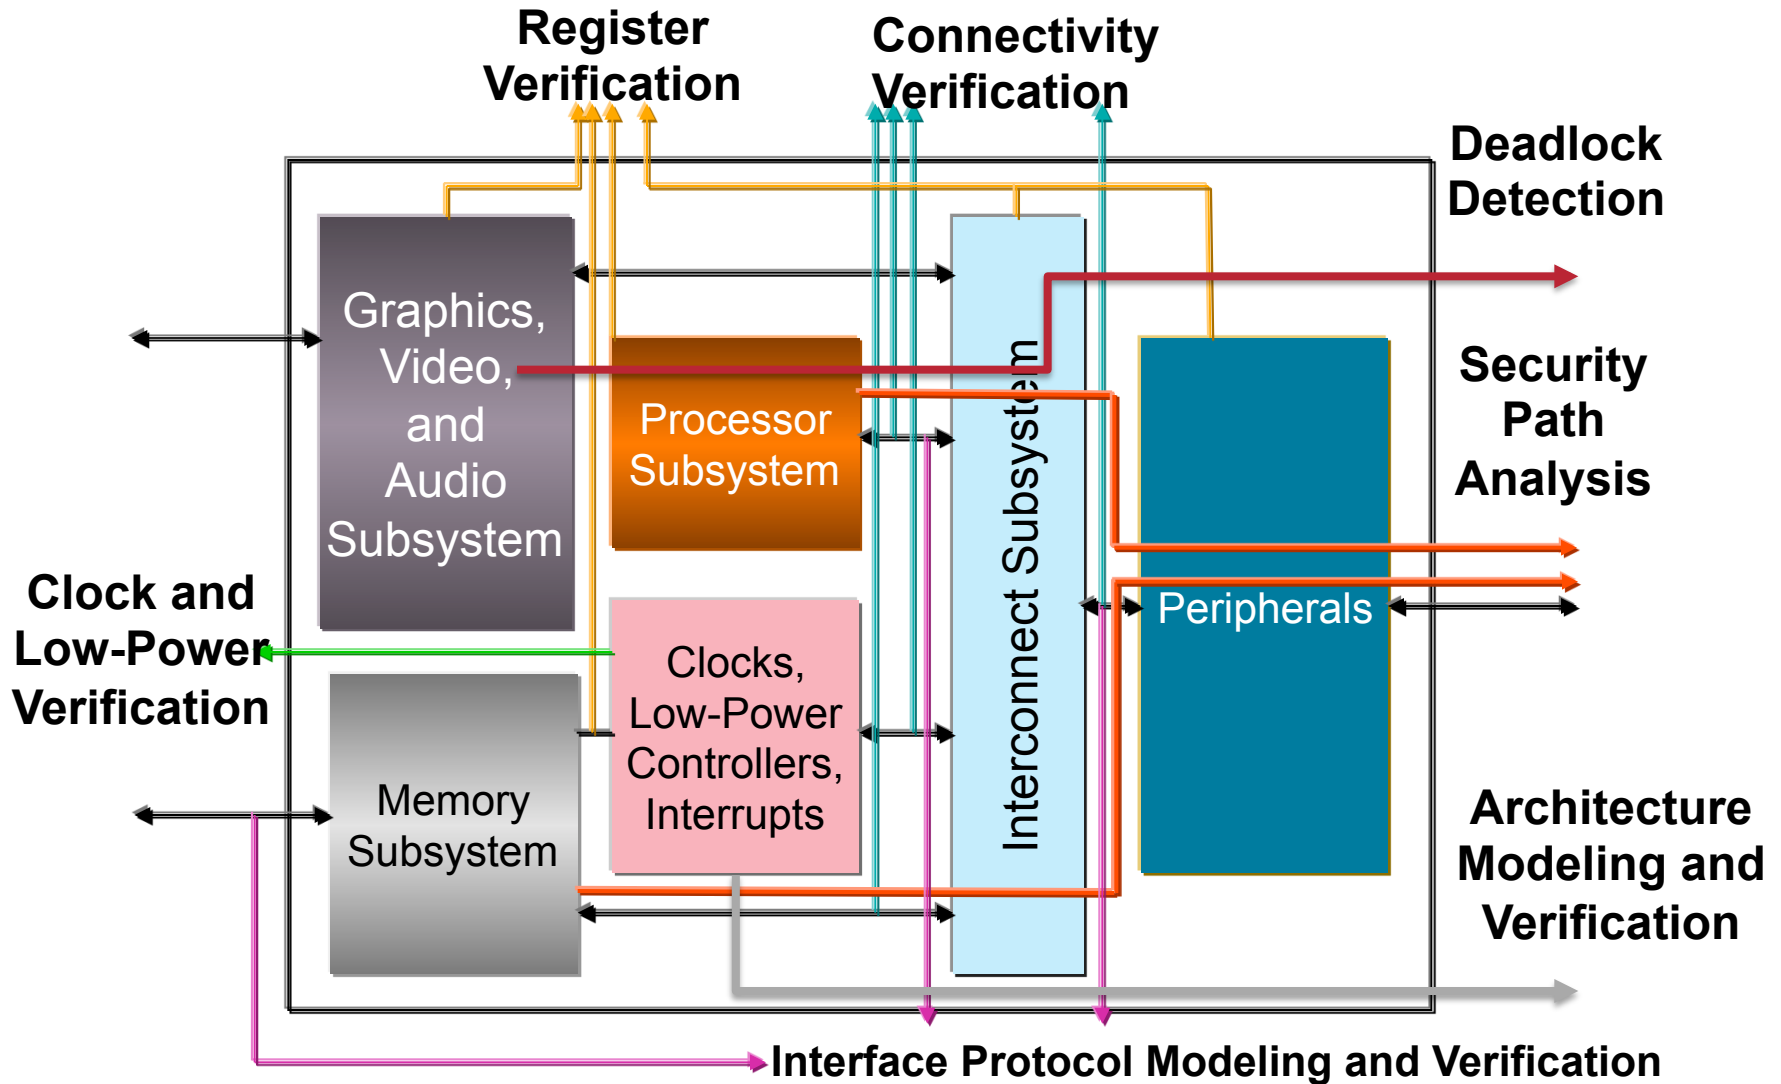 Register
Verification
Connectivity
Verification
Deadlock
Detection
Graphics,
Video,
and
Audio
Subsystem
Processor
Subsystem
Interconnect Subsystem
Security
Path
Analysis
Peripherals
Clock and
Low-Power
Verification
Clocks,
Low-Power
Controllers,
Interrupts
Memory
Subsystem
Architecture
Modeling and
Verification
Interface Protocol Modeling and Verification